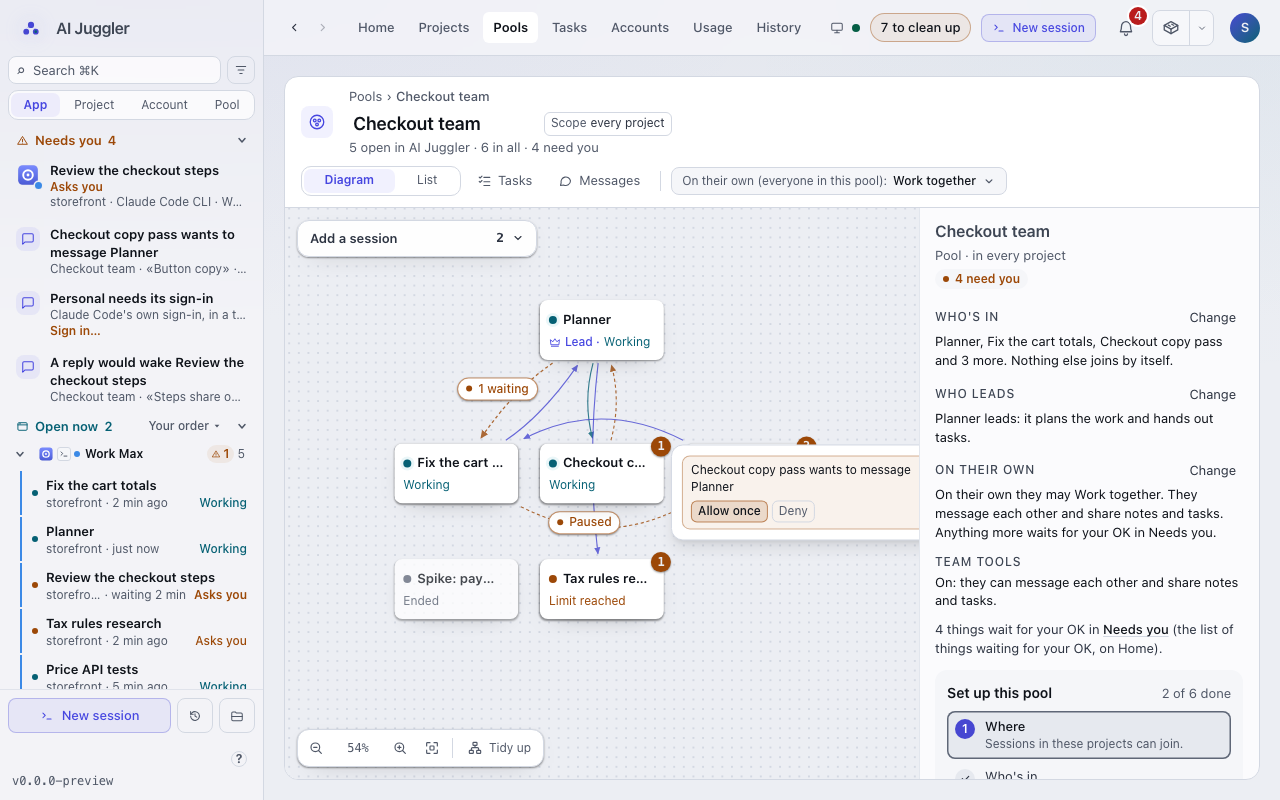 AI Juggler
Search ⌘K
App Project Account Pool
Needs you 4
Review the checkout steps
Asks you
storefront · Claude Code CLI · W...
Checkout copy pass wants to
message Planner
Checkout team · «Button copy» ·...
Personal needs its sign-in
Claude Code's own sign-in, in a t...
Sign in...
A reply would wake Review the
checkout steps
Checkout team · «Steps share o...
Open now 2 Your order
Work Max 1 5
Fix the cart totals
storefront · 2 min ago Working
Planner
storefront · just now Working
Review the checkout steps
storefro... · waiting 2 min Asks you
Tax rules research
storefront · 2 min ago Asks you
Price API tests
storefront · 5 min ago Working
New session
?
v0.0.0-preview
Home Projects Pools Tasks Accounts Usage History
7 to clean up
New session
4
S
Pools › Checkout team
Checkout team
Scope every project
5 open in AI Juggler · 6 in all · 4 need you
Diagram List Tasks Messages
On their own (everyone in this pool): Work together
Add a session 2
Planner
Lead · Working
1 waiting
Fix the cart ...
Working
1
Checkout c...
Working
Checkout copy pass wants to message
Planner
Allow once Deny
Paused
Spike: pay...
Ended
1
Tax rules re...
Limit reached
54%
Tidy up
Checkout team
Pool · in every project
4 need you
WHO'S IN Change
Planner, Fix the cart totals, Checkout copy pass
and 3 more. Nothing else joins by itself.
WHO LEADS Change
Planner leads: it plans the work and hands out
tasks.
ON THEIR OWN Change
On their own they may Work together. They
message each other and share notes and tasks.
Anything more waits for your OK in Needs you.
TEAM TOOLS
On: they can message each other and share notes
and tasks.
4 things wait for your OK in Needs you (the list of
things waiting for your OK, on Home).
Set up this pool 2 of 6 done
1 Where
Sessions in these projects can join.
Who's in